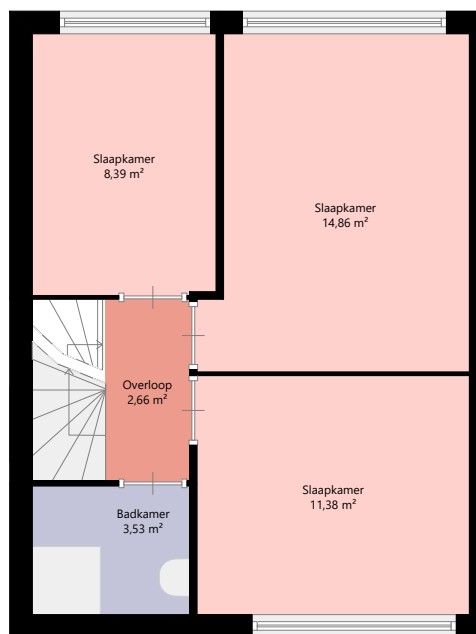 Slaapkamer
8,39 m²
Slaapkamer
14,86 m²
Overloop
2,66 m²
Slaapkamer
11,38 m²
Badkamer
3,53 m²